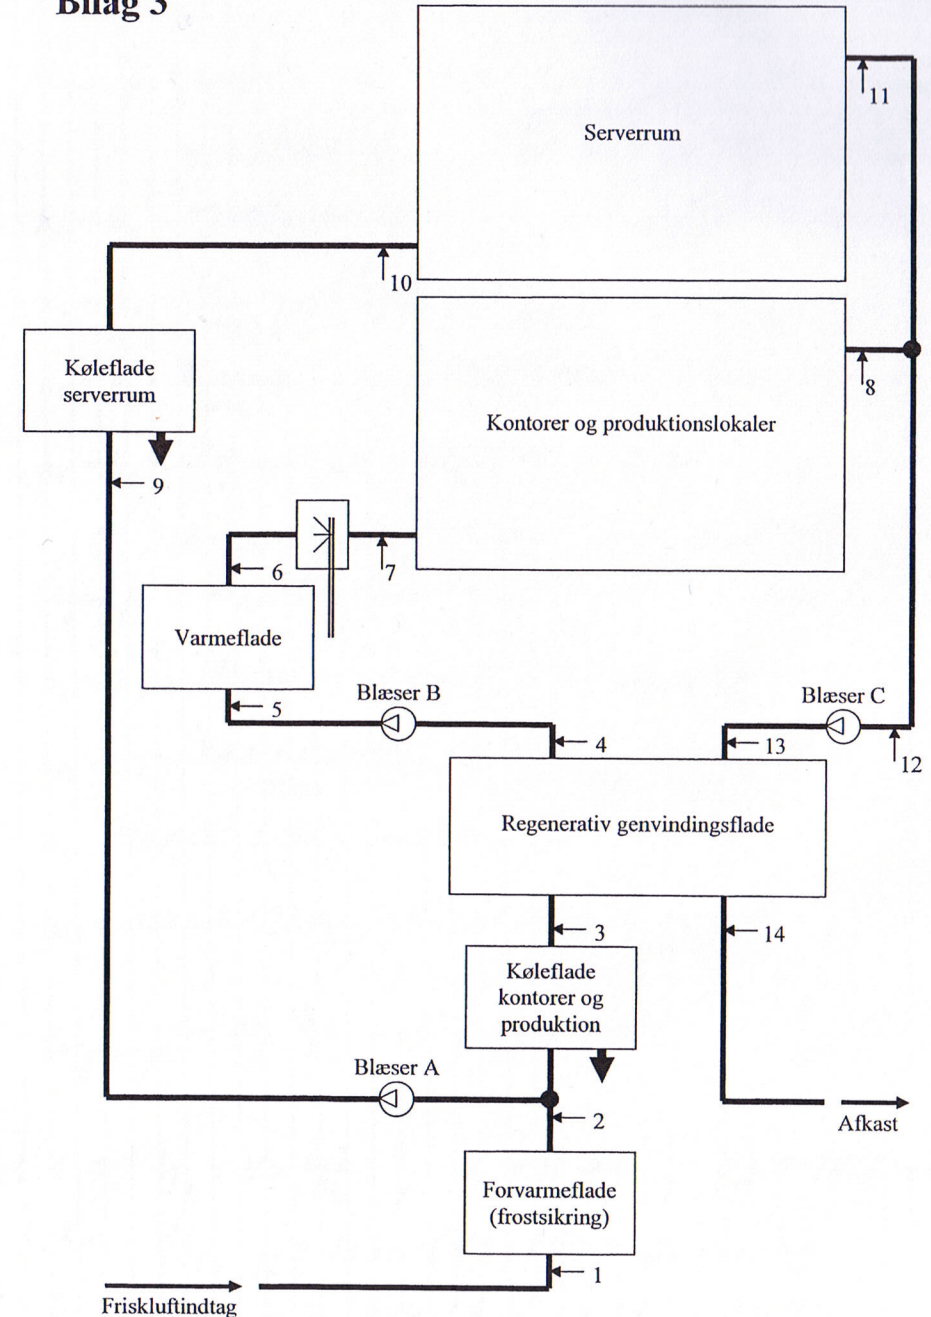 Bilag 3
Serverrum
11
10
Køleflade
serverrum
Kontorer og produktionslokaler
8
9
6
7
Varmeflade
5
Blæser B
Blæser C
4
13
12
Regenerativ genvindingsflade
3
14
Køleflade
kontorer og
produktion
Blæser A
2
Afkast
Forvarmeflade
(frostsikring)
1
Friskluftindtag